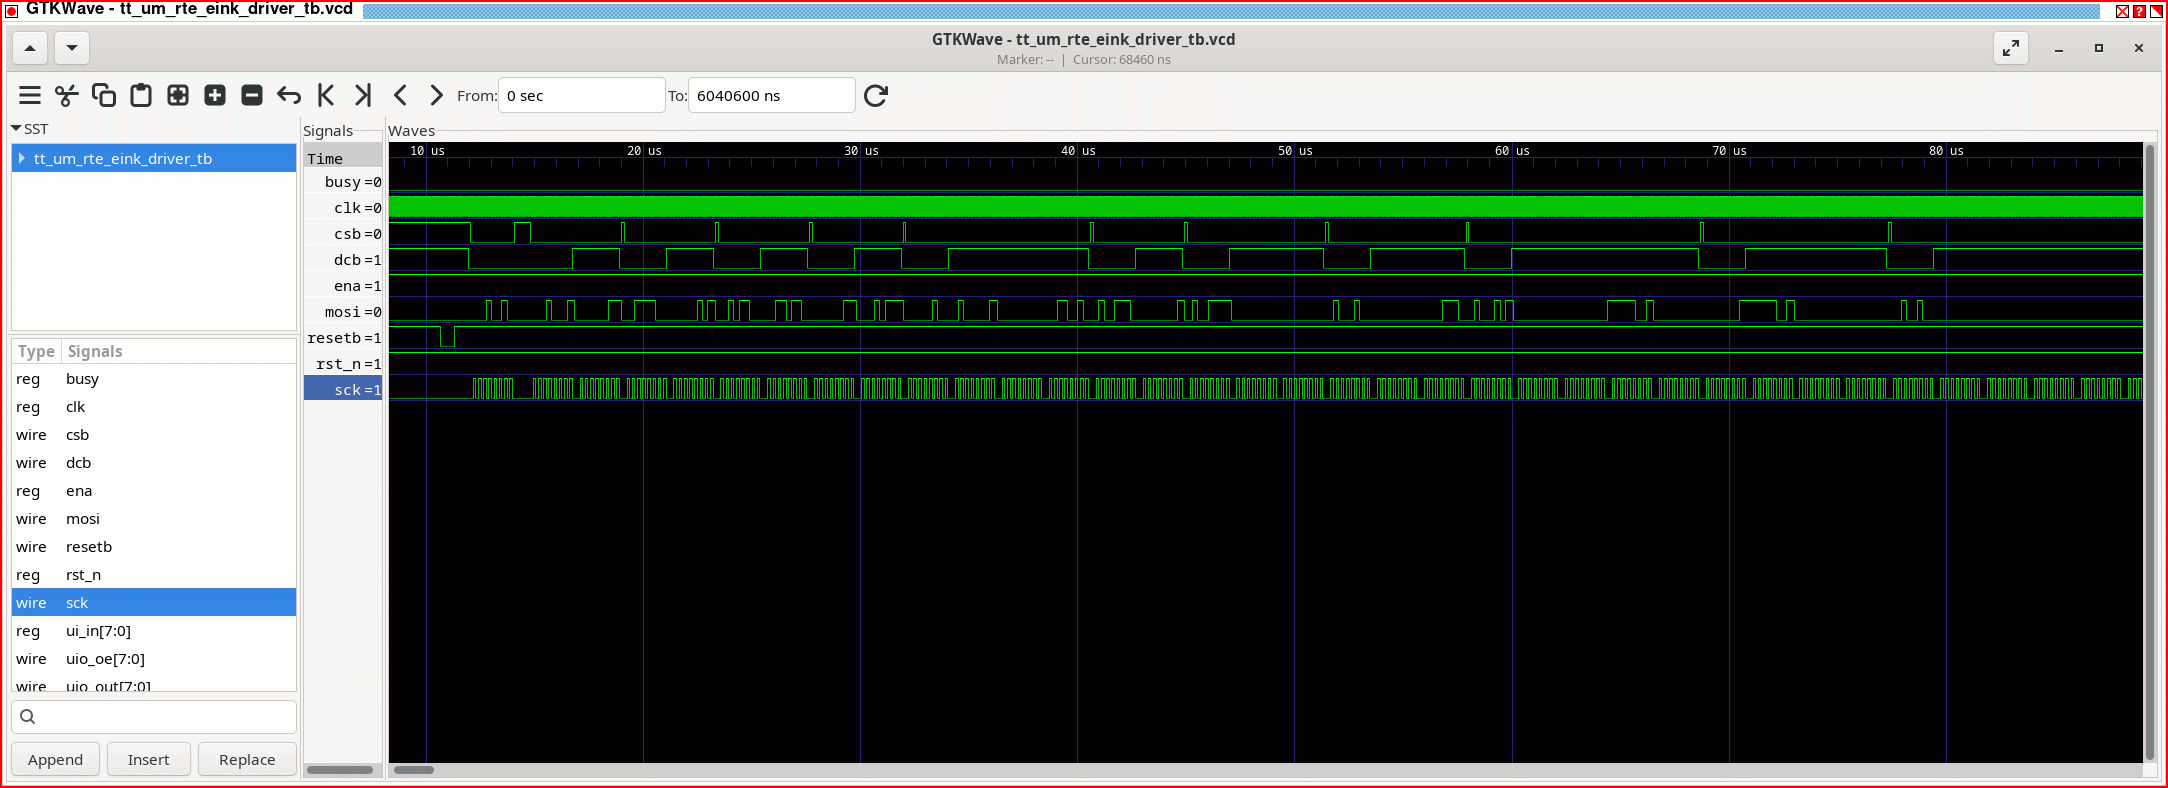 GTKWave - tt_um_rte_eink_driver_tb.vcd
GTKWave - tt_um_rte_eink_driver_tb.vcd
Marker: -- | Cursor: 68460 ns
From: 0 sec To: 6040600 ns
SST
tt_um_rte_eink_driver_tb
Type Signals
reg busy
reg clk
wire csb
wire dcb
reg ena
wire mosi
wire resetb
reg rst_n
wire sck
reg ui_in[7:0]
wire uio_oe[7:0]
wire uio_out[7:0]
Append Insert Replace
Signals
Time
busy =0
clk =0
csb =0
dcb =1
ena =1
mosi =0
resetb =1
rst_n =1
sck =1
Waves
10 us 20 us 30 us 40 us 50 us 60 us 70 us 80 us